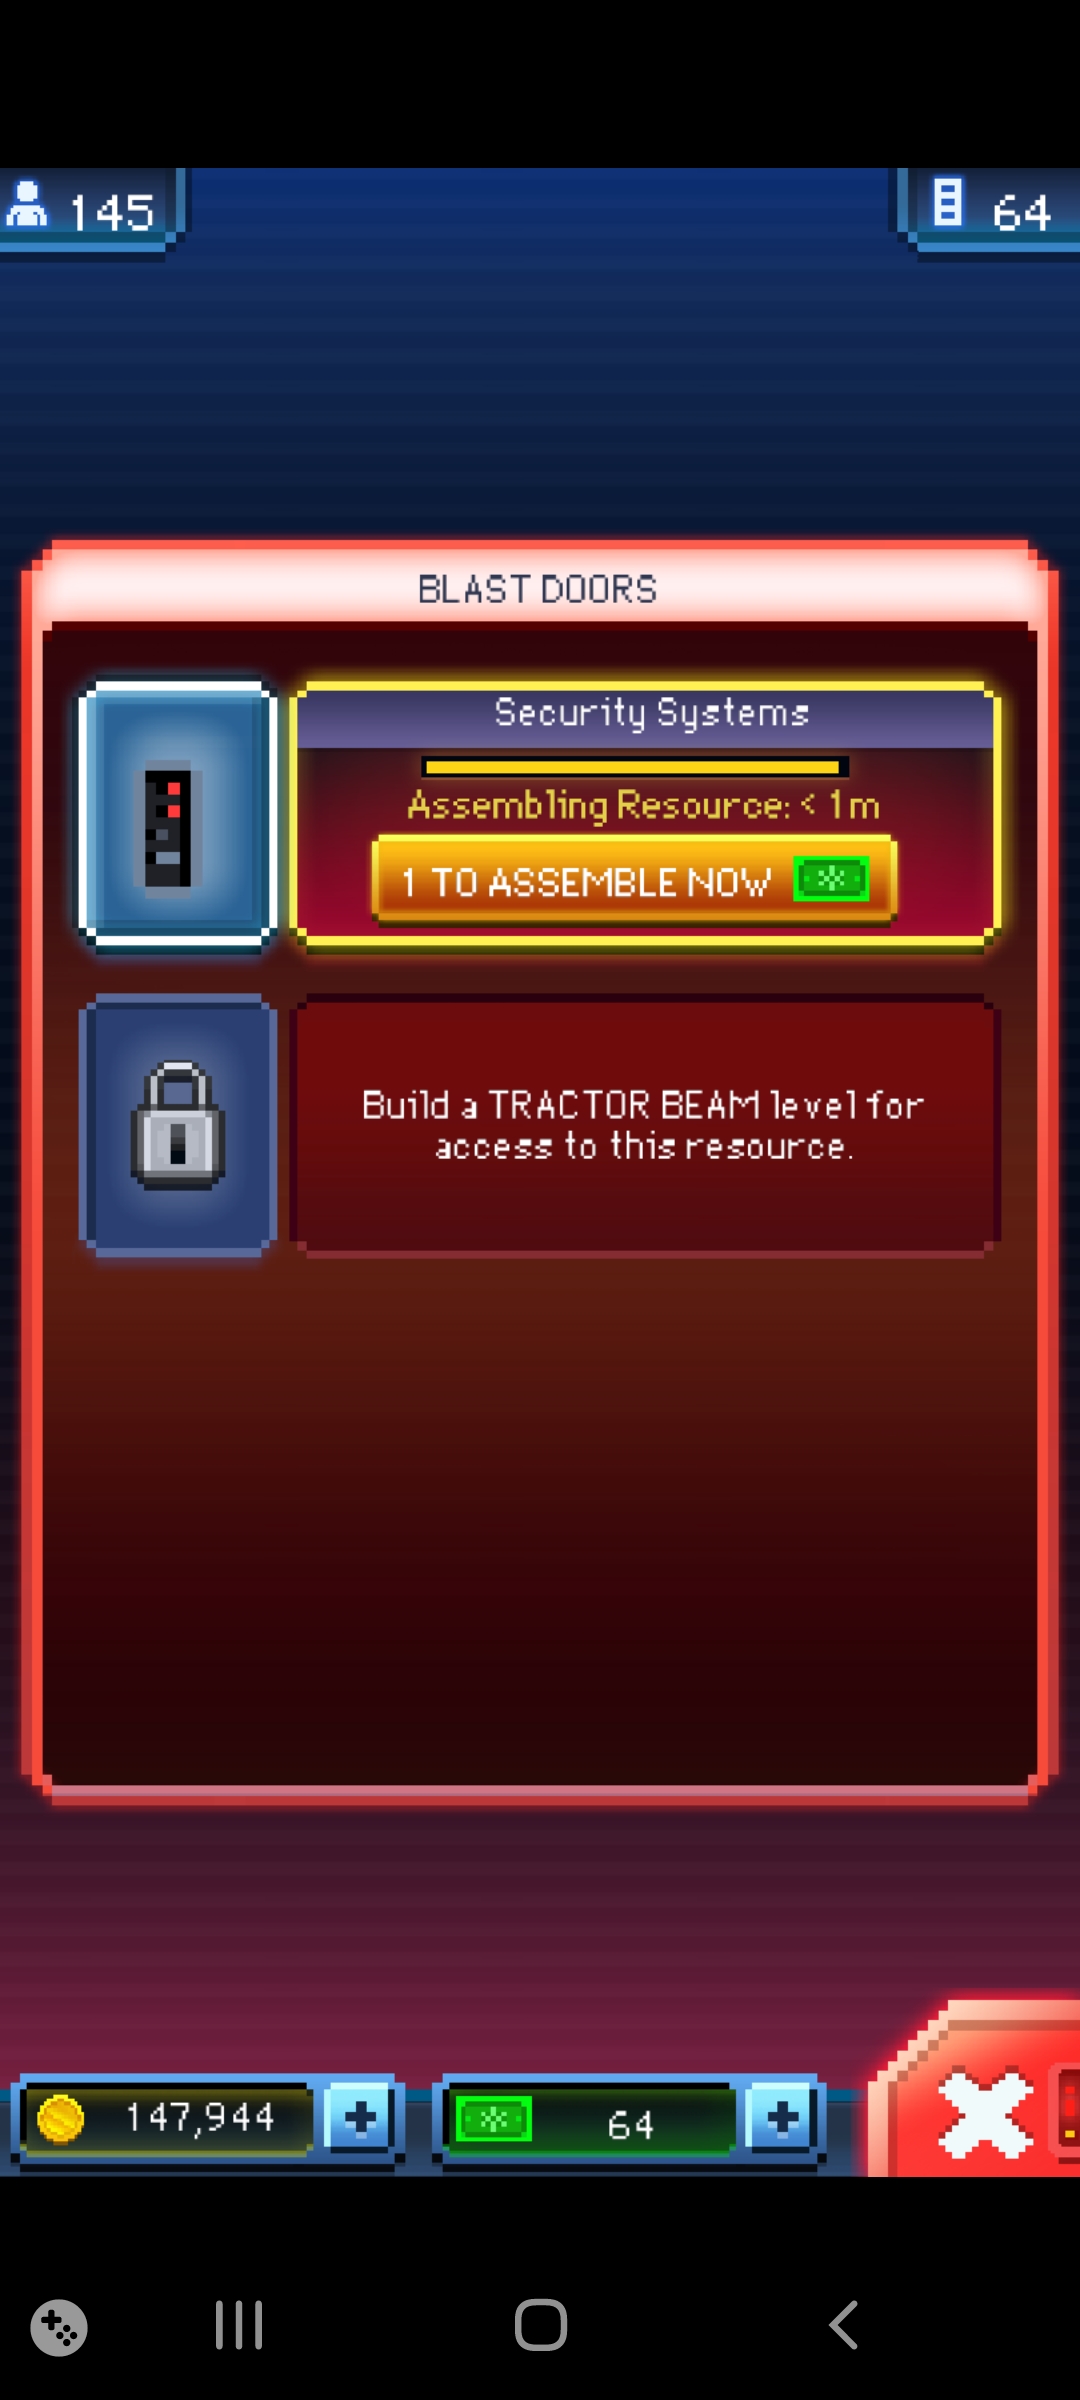 145
64
BLAST DOORS
Security Systems
Assembling Resource: < 1m
1 TO ASSEMBLE NOW
Build a TRACTOR BEAM level for
access to this resource.
147,944
64